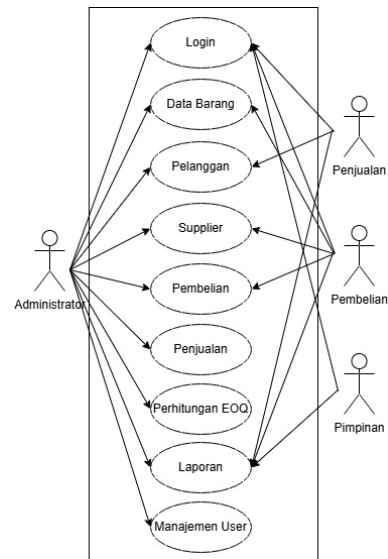 Login
Data Barang
Pelanggan
Supplier
Pembelian
Penjualan
Perhitungan EOQ
Laporan
Manajemen User
Administrator
Penjualan
Pembelian
Pimpinan